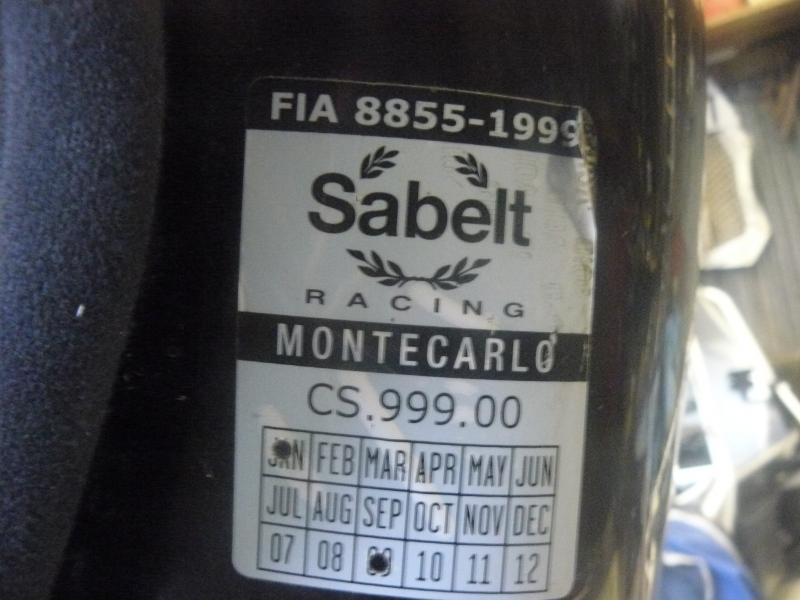 FIA 8855-1999
Sabelt
RACING
MONTECARLO
CS.999.00
JAN FEB MAR APR MAY JUN
JUL AUG SEP OCT NOV DEC
07 08 09 10 11 12